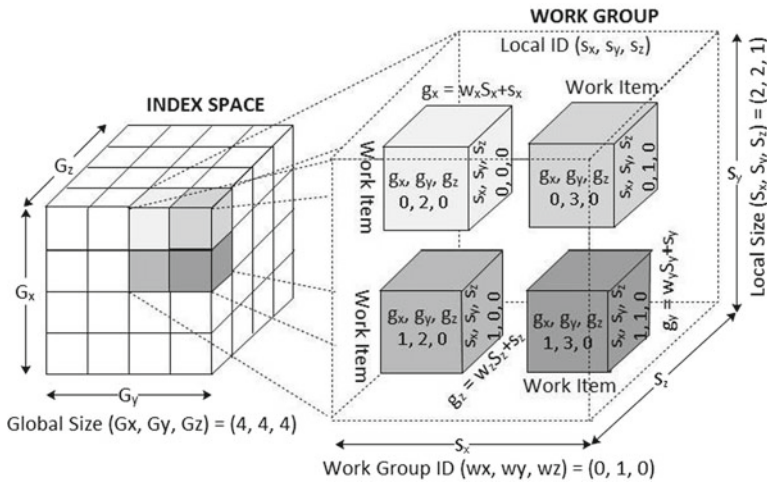 WORK GROUP
Local ID (sx, sy, sz)
INDEX SPACE
Gz
Gx
Gy
Global Size (Gx, Gy, Gz) = (4, 4, 4)
gx = wxSx+sx
Work Item
Work Item
gx, gy, gz
0, 2, 0
sx, sy, sz
0, 0, 0
gx, gy, gz
0, 3, 0
sx, sy, sz
0, 1, 0
Work Item
gx, gy, gz
1, 2, 0
sx, sy, sz
1, 0, 0
gx, gy, gz
1, 3, 0
sx, sy, sz
1, 1, 0
gz = wzSz+sz
Work Item
gy = wySy+sy
Sy
Local Size (Sx, Sy, Sz) = (2, 2, 1)
Sz
Sx
Work Group ID (wx, wy, wz) = (0, 1, 0)